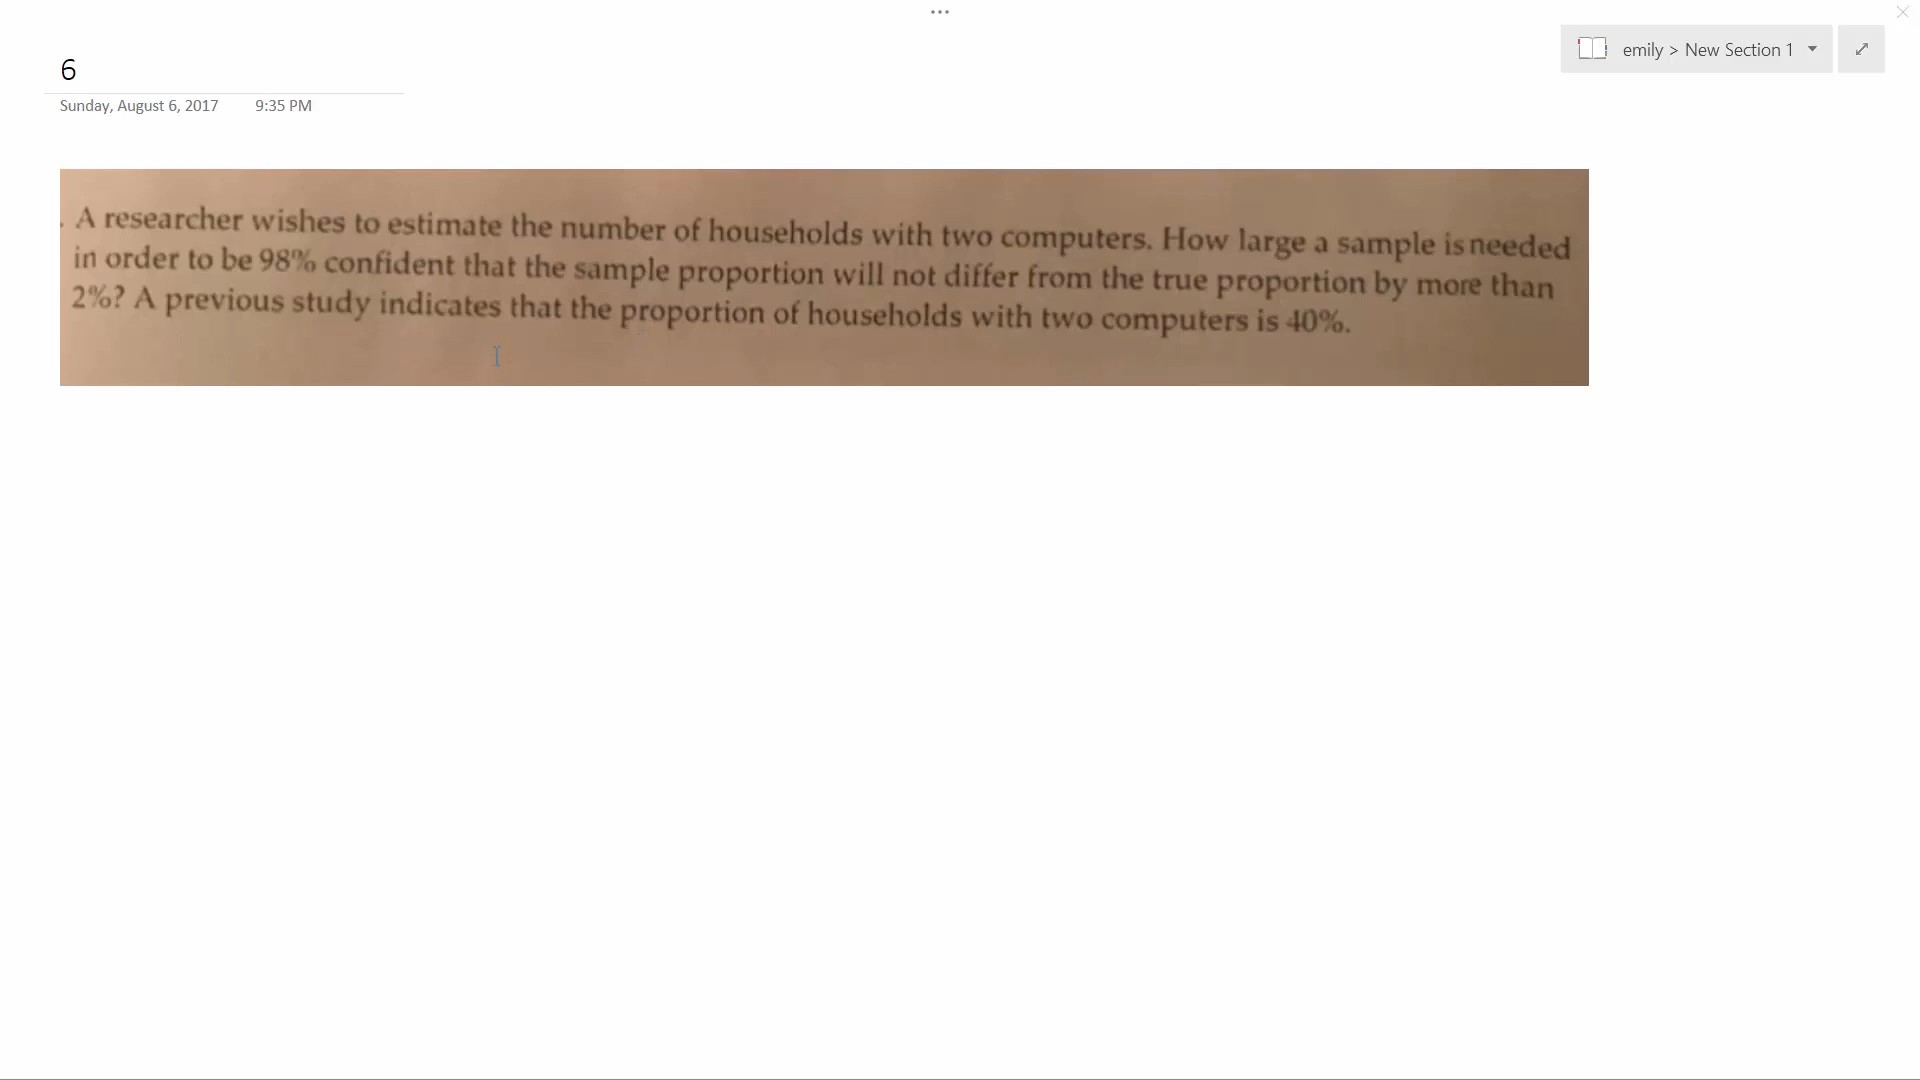 6
Sunday, August 6, 2017 9:35 PM
emily > New Section 1
. A researcher wishes to estimate the number of households with two computers. How large a sample is needed
in order to be 98% confident that the sample proportion will not differ from the true proportion by more than
2%? A previous study indicates that the proportion of households with two computers is 40%.